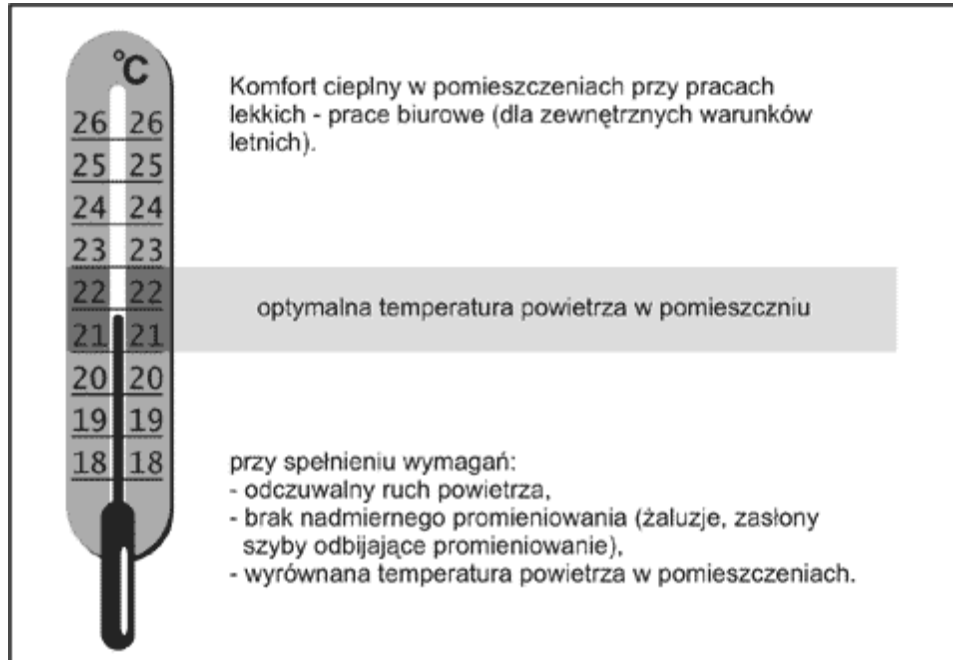 °C
Komfort cieplny w pomieszczeniach przy pracach
lekkich - prace biurowe (dla zewnętrznych warunków
letnich).
26 26
25 25
24 24
23 23
22 22
optymalna temperatura powietrza w pomieszczniu
21 21
20 20
19 19
18 18
przy spełnieniu wymagań:
- odczuwalny ruch powietrza,
- brak nadmiernego promieniowania (żaluzje, zasłony
szyby odbijające promieniowanie),
- wyrównana temperatura powietrza w pomieszczeniach.